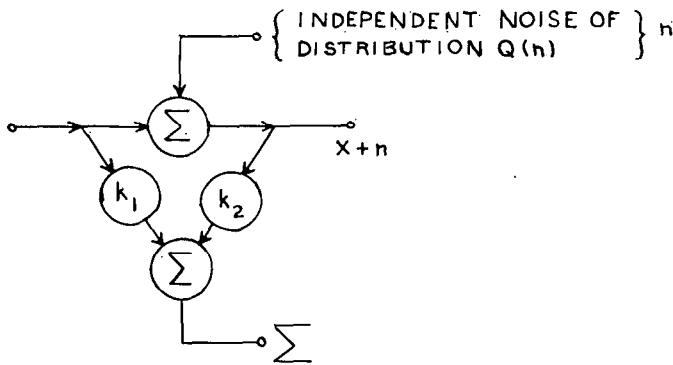 { INDEPENDENT NOISE OF
DISTRIBUTION Q(n) } n
Σ
X+n
k₁
k₂
Σ
Σ